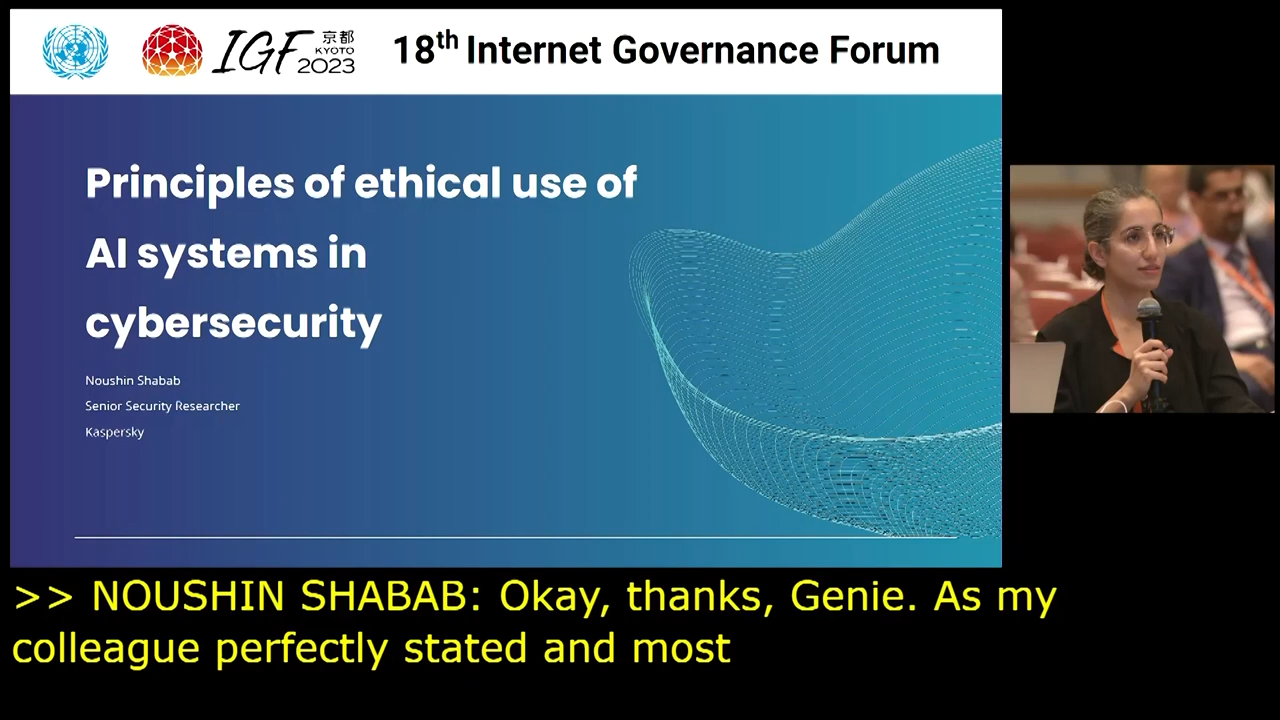 IGF 京都
KYOTO
2023
18th Internet Governance Forum
Principles of ethical use of
AI systems in
cybersecurity
Noushin Shabab
Senior Security Researcher
Kaspersky
>> NOUSHIN SHABAB: Okay, thanks, Genie. As my
colleague perfectly stated and most